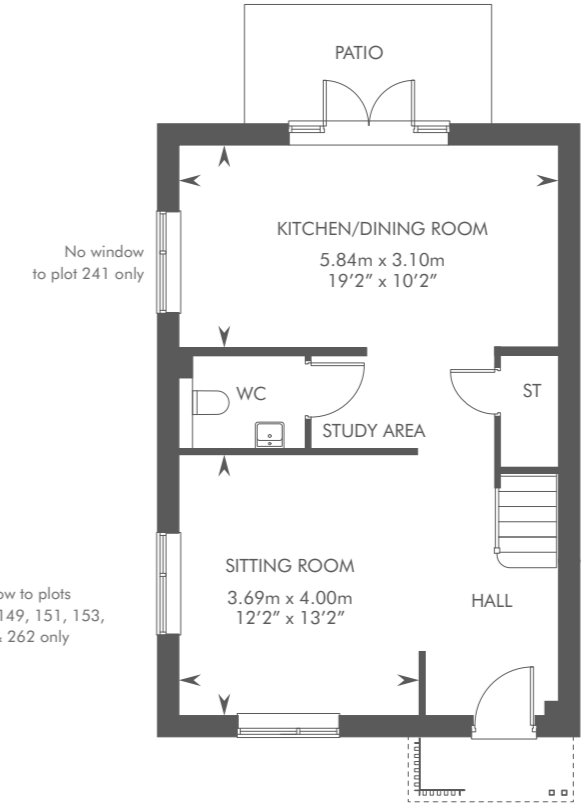 PATIO
KITCHEN/DINING ROOM
5.84m x 3.10m
19’2” x 10’2”
No window
to plot 241 only
WC
ST
STUDY AREA
SITTING ROOM
3.69m x 4.00m
12’2” x 13’2”
HALL
to plots
149, 151, 153,
262 only